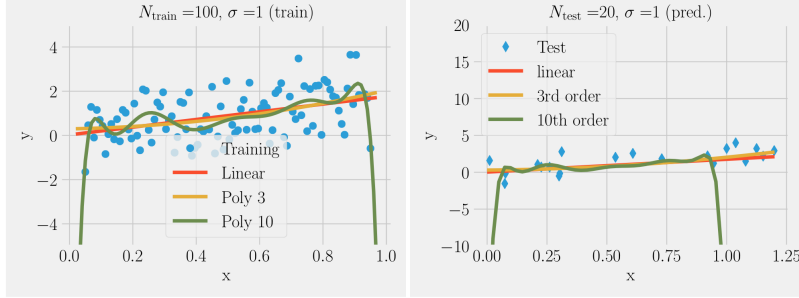 N_train =100, σ =1 (train)
y
4
2
0
−2
−4
Training
Linear
Poly 3
Poly 10
0.0 0.2 0.4 0.6 0.8 1.0
x
N_test =20, σ =1 (pred.)
y
20
15
10
5
0
−5
−10
Test
linear
3rd order
10th order
0.00 0.25 0.50 0.75 1.00 1.25
x